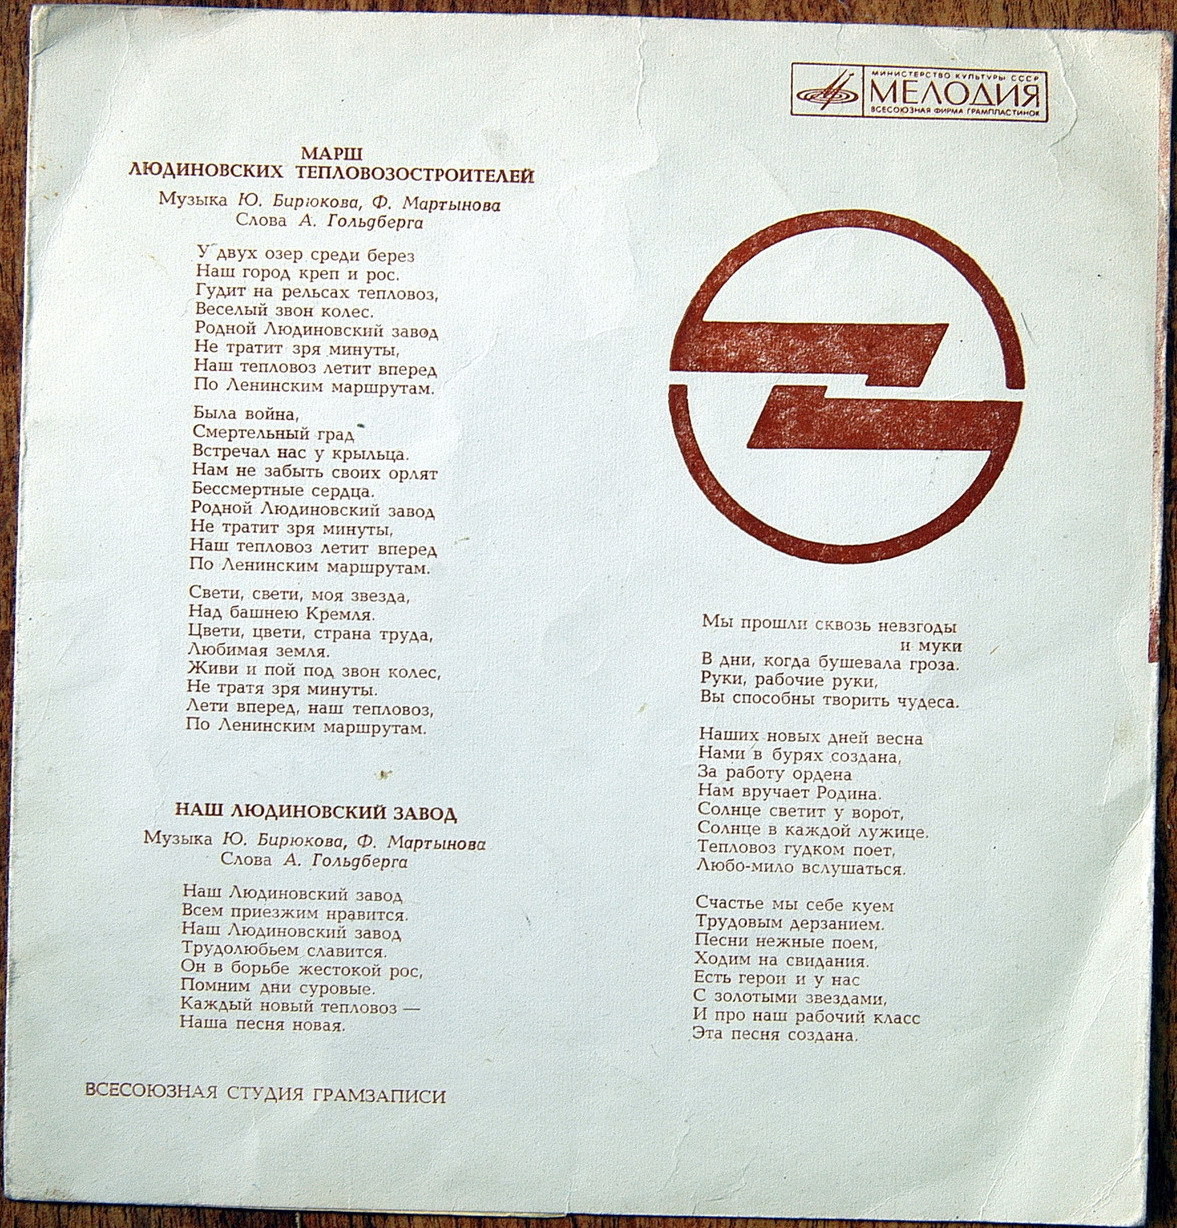 МИНИСТЕРСТВО КУЛЬТУРЫ СССР
МЕЛОДИЯ
ВСЕСОЮЗНАЯ ФИРМА ГРАМПЛАСТИНОК
МАРШ
ЛЮДИНОВСКИХ ТЕПЛОВОЗОСТРОИТЕЛЕЙ
Музыка Ю. Бирюкова, Ф. Мартынова
Слова А. Гольдберга
У двух озер среди берез
Наш город креп и рос.
Гудит на рельсах тепловоз,
Веселый звон колес.
Родной Людиновский завод
Не тратит зря минуты,
Наш тепловоз летит вперед
По Ленинским маршрутам.
Была война,
Смертельный град
Встречал нас у крыльца.
Нам не забыть своих орлят
Бессмертные сердца.
Родной Людиновский завод
Не тратит зря минуты,
Наш тепловоз летит вперед
По Ленинским маршрутам.
Свети, свети, моя звезда,
Над башнею Кремля.
Цвети, цвети, страна труда,
Любимая земля.
Живи и пой под звон колес,
Не тратя зря минуты.
Лети вперед, наш тепловоз,
По Ленинским маршрутам.
НАШ ЛЮДИНОВСКИЙ ЗАВОД
Музыка Ю. Бирюкова, Ф. Мартынова
Слова А. Гольдберга
Наш Людиновский завод
Всем приезжим нравится.
Наш Людиновский завод
Трудолюбьем славится.
Он в борьбе жестокой рос,
Помним дни суровые.
Каждый новый тепловоз —
Наша песня новая.
Мы прошли сквозь невзгоды
и муки
В дни, когда бушевала гроза.
Руки, рабочие руки,
Вы способны творить чудеса.
Наших новых дней весна
Нами в бурях создана,
За работу ордена
Нам вручает Родина.
Солнце светит у ворот,
Солнце в каждой лужице.
Тепловоз гудком поет,
Любо-мило вслушаться.
Счастье мы себе куем
Трудовым дерзанием.
Песни нежные поем,
Ходим на свидания.
Есть герои и у нас
С золотыми звездами,
И про наш рабочий класс
Эта песня создана.
ВСЕСОЮЗНАЯ СТУДИЯ ГРАМЗАПИСИ